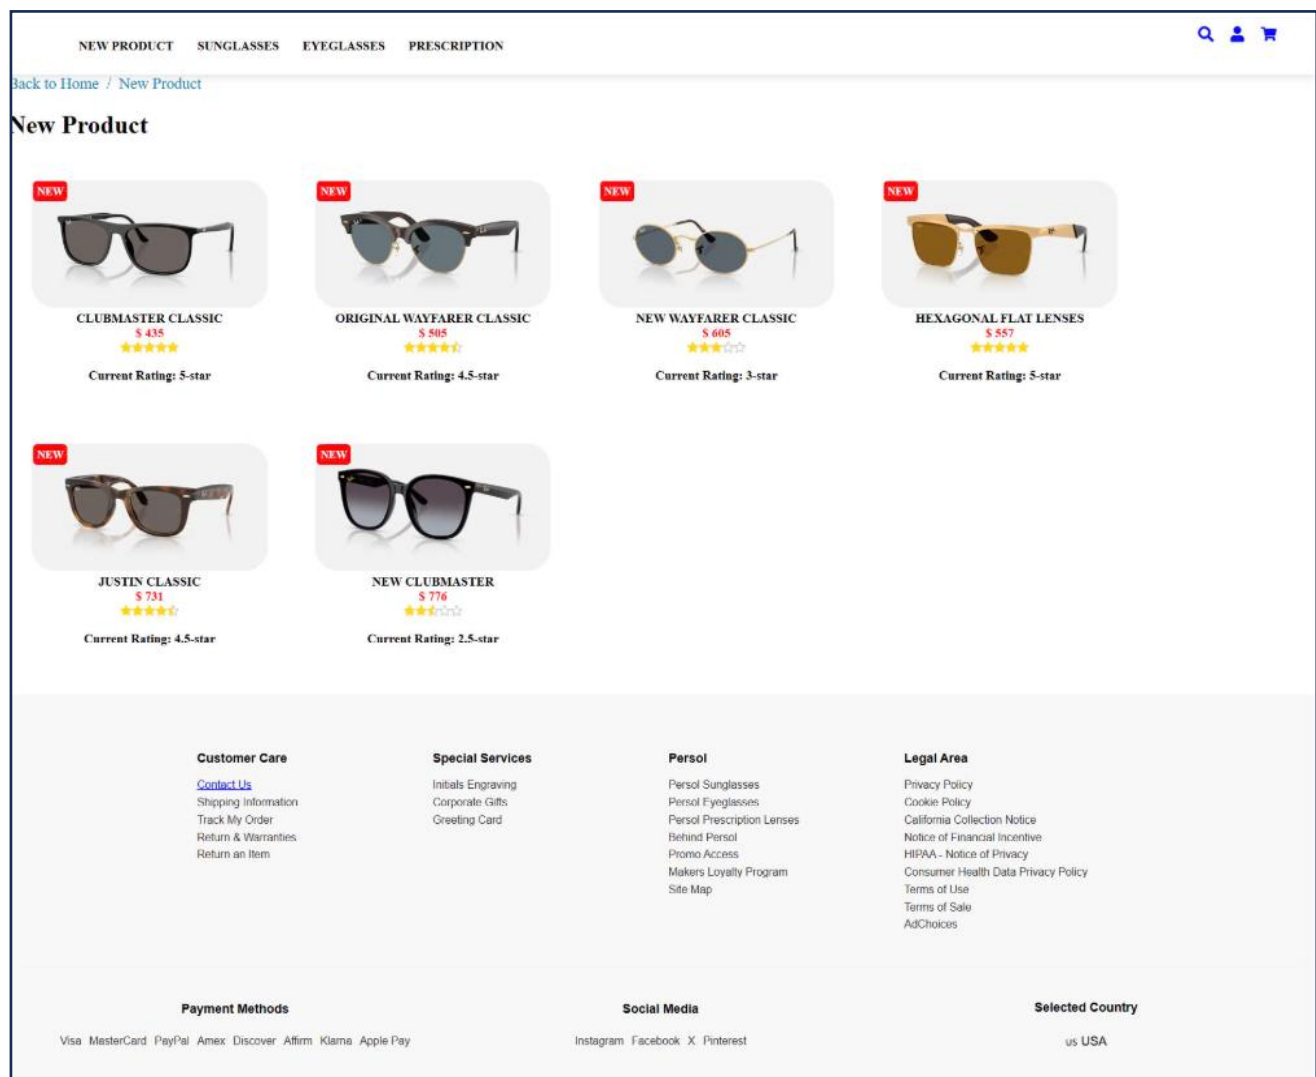 NEW PRODUCT SUNGLASSES EYEGLASSES PRESCRIPTION
Back to Home / New Product
New Product
NEW NEW NEW NEW
CLUBMASTER CLASSIC ORIGINAL WAYFARER CLASSIC NEW WAYFARER CLASSIC HEXAGONAL FLAT LENSES
$ 435 $ 505 $ 605 $ 557
Current Rating: 5-star Current Rating: 4.5-star Current Rating: 3-star Current Rating: 5-star
NEW NEW
JUSTIN CLASSIC NEW CLUBMASTER
$ 731 $ 776
Current Rating: 4.5-star Current Rating: 2.5-star
Customer Care Special Services Persol Legal Area
Contact Us Initials Engraving Persol Sunglasses Privacy Policy
Shipping Information Corporate Gifts Persol Eyeglasses Cookie Policy
Track My Order Greeting Card Persol Prescription Lenses California Collection Notice
Return & Warranties Behind Persol Notice of Financial Incentive
Return an Item Promo Access HIPAA - Notice of Privacy
Makers Loyalty Program Consumer Health Data Privacy Policy
Site Map Terms of Use
Terms of Sale
AdChoices
Payment Methods Social Media Selected Country
Visa MasterCard PayPal Amex Discover Affirm Klarna Apple Pay Instagram Facebook X Pinterest US USA